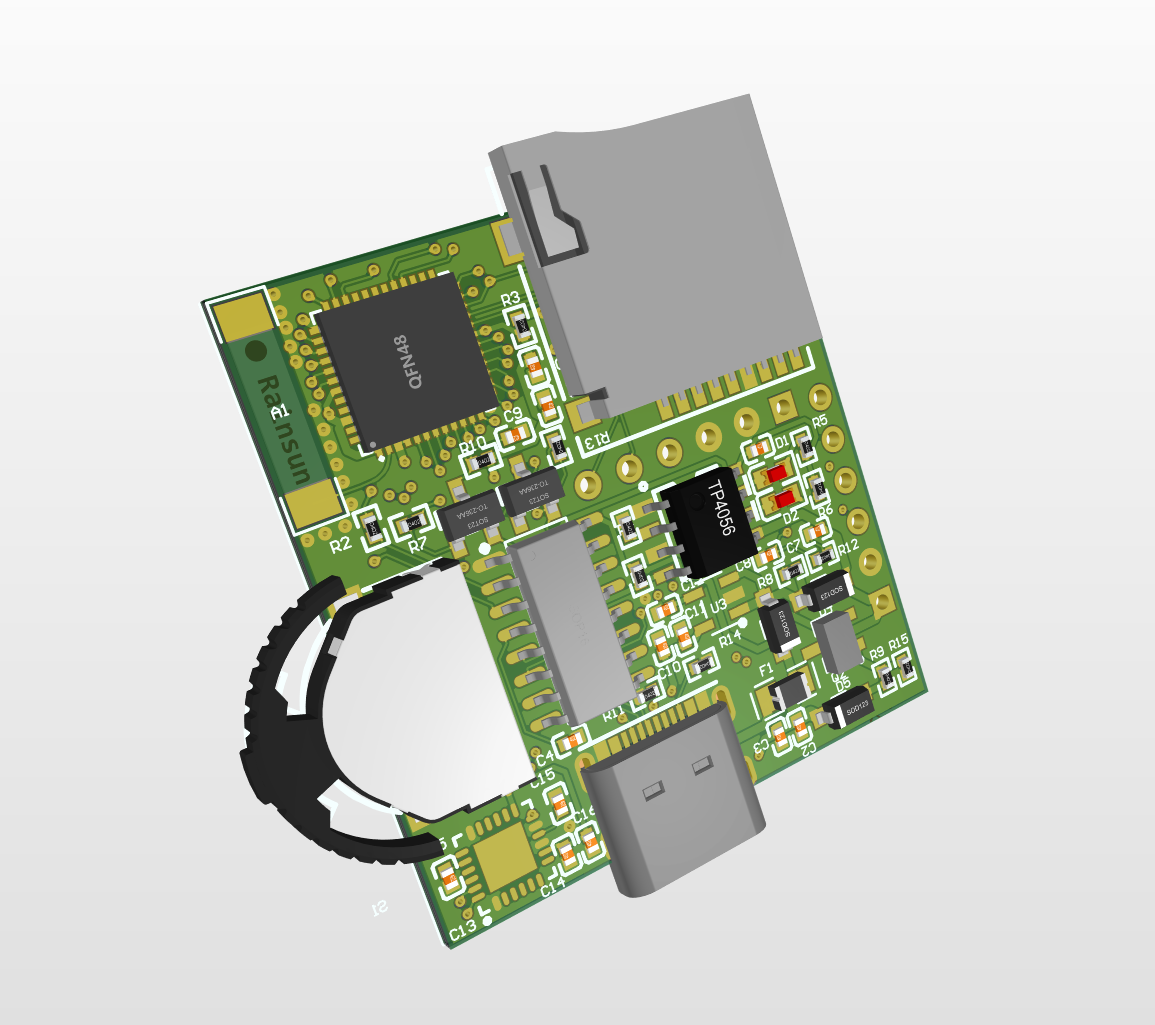 R3
QFN48
Rainsun
A1
C9
R10
R13
D1
R5
TO-236AA
SOT23
TO-236AA
SOT23
TP4056
D2
R6
R2
R7
C7
R12
C8
R8
SOD123
SOD123
C11
U3
R14
C10
F1
R9
R15
D5
SOD123
R11
C3
C2
C4
C15
C14
C13
S1